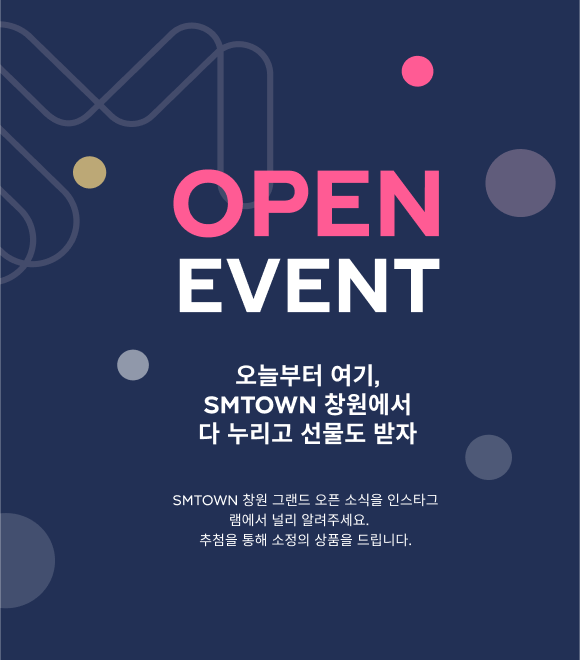 OPEN
EVENT
오늘부터 여기,
SMTOWN 창원에서
다 누리고 선물도 받자
SMTOWN 창원 그랜드 오픈 소식을 인스타그
램에서 널리 알려주세요.
추첨을 통해 소정의 상품을 드립니다.